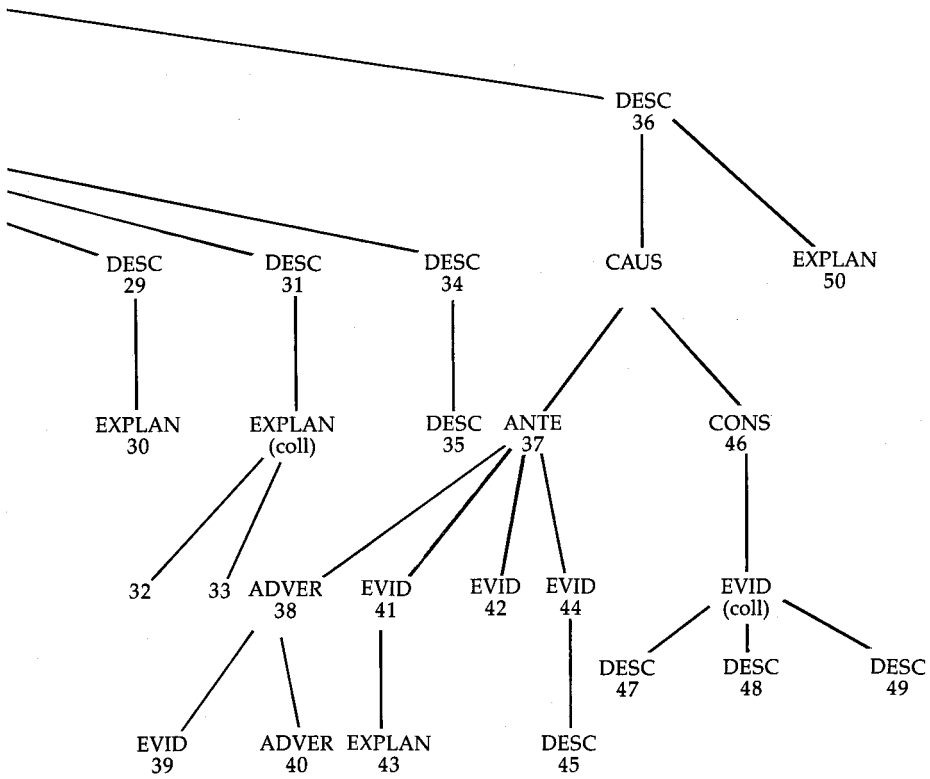 DESC
36
DESC
29
DESC
31
DESC
34
CAUS
EXPLAN
50
EXPLAN
30
EXPLAN
(coll)
DESC
35
ANTE
37
CONS
46
32
33
ADVER
38
EVID
41
EVID
42
EVID
44
EVID
(coll)
DESC
47
DESC
48
DESC
49
EVID
39
ADVER
40
EXPLAN
43
DESC
45